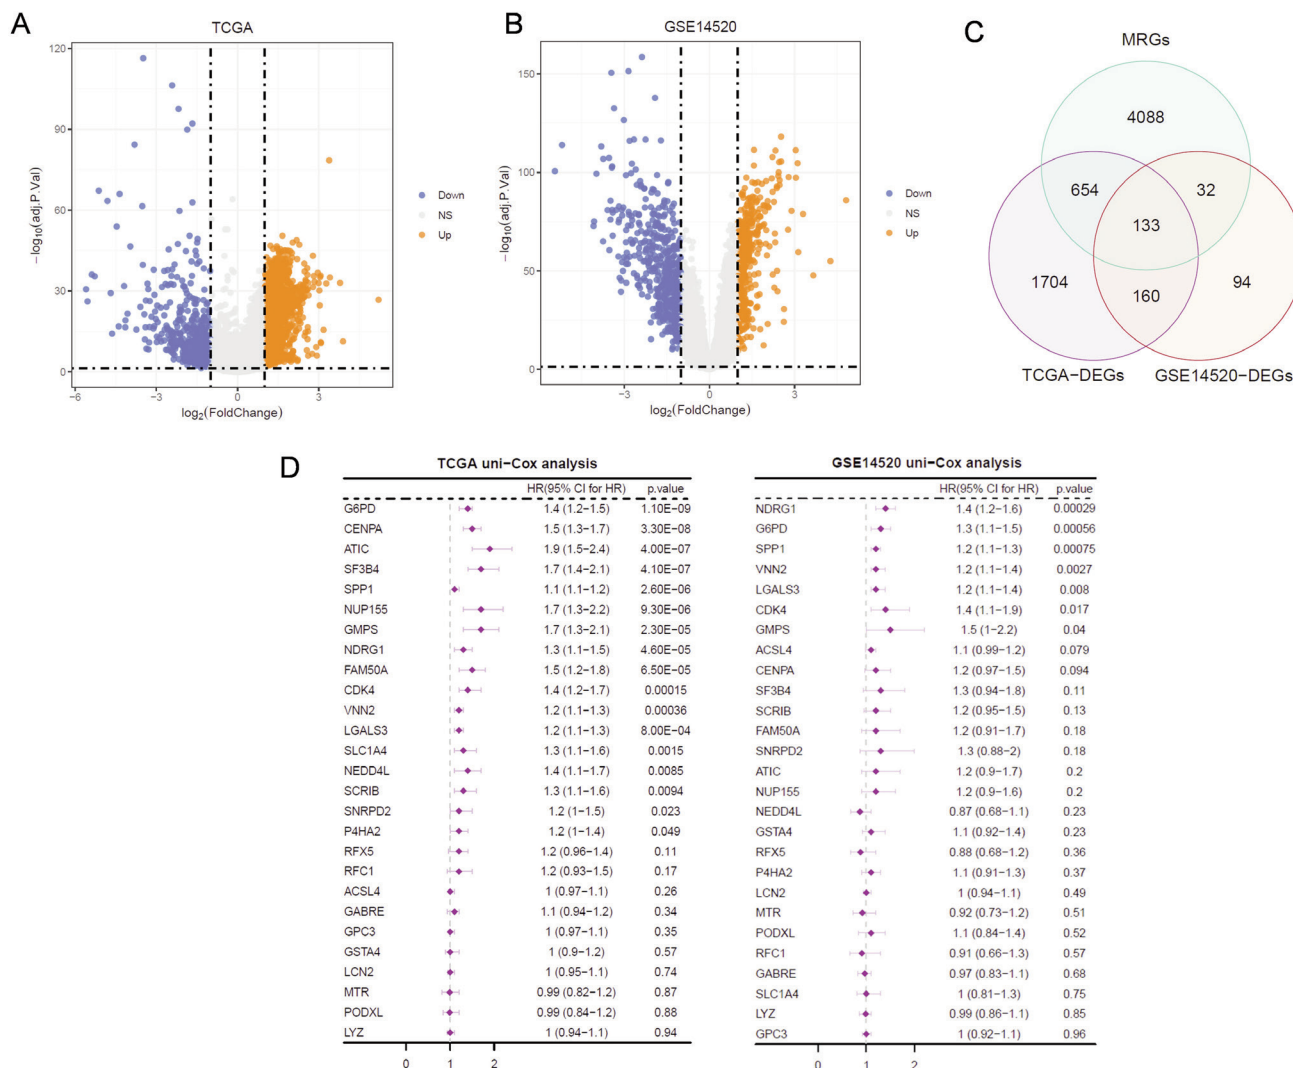 A
TCGA
120
90
60
30
0
−log10(adj.P.Val)
−6
−3
0
3
log2(FoldChange)
Down
NS
Up
B
GSE14520
150
100
50
0
−log10(adj.P.Val)
−3
0
3
log2(FoldChange)
Down
NS
Up
C
MRGs
4088
654
32
133
1704
160
94
TCGA−DEGs
GSE14520−DEGs
D
TCGA uni−Cox analysis
HR(95% CI for HR) p.value
G6PD 1.4 (1.2−1.5) 1.10E−09
CENPA 1.5 (1.3−1.7) 3.30E−08
ATIC 1.9 (1.5−2.4) 4.00E−07
SF3B4 1.7 (1.4−2.1) 4.10E−07
SPP1 1.1 (1.1−1.2) 2.60E−06
NUP155 1.7 (1.3−2.2) 9.30E−06
GMPS 1.7 (1.3−2.1) 2.30E−05
NDRG1 1.3 (1.1−1.5) 4.60E−05
FAM50A 1.5 (1.2−1.8) 6.50E−05
CDK4 1.4 (1.2−1.7) 0.00015
VNN2 1.2 (1.1−1.3) 0.00036
LGALS3 1.2 (1.1−1.3) 8.00E−04
SLC1A4 1.3 (1.1−1.6) 0.0015
NEDD4L 1.4 (1.1−1.7) 0.0085
SCRIB 1.3 (1.1−1.6) 0.0094
SNRPD2 1.2 (1−1.5) 0.023
P4HA2 1.2 (1−1.4) 0.049
RFX5 1.2 (0.96−1.4) 0.11
RFC1 1.2 (0.93−1.5) 0.17
ACSL4 1 (0.97−1.1) 0.26
GABRE 1.1 (0.94−1.2) 0.34
GPC3 1 (0.97−1.1) 0.35
GSTA4 1 (0.9−1.2) 0.57
LCN2 1 (0.95−1.1) 0.74
MTR 0.99 (0.82−1.2) 0.87
PODXL 0.99 (0.84−1.2) 0.88
LYZ 1 (0.94−1.1) 0.94
0 1 2
GSE14520 uni−Cox analysis
HR(95% CI for HR) p.value
NDRG1 1.4 (1.2−1.6) 0.00029
G6PD 1.3 (1.1−1.5) 0.00056
SPP1 1.2 (1.1−1.3) 0.00075
VNN2 1.2 (1.1−1.4) 0.0027
LGALS3 1.2 (1.1−1.4) 0.008
CDK4 1.4 (1.1−1.9) 0.017
GMPS 1.5 (1−2.2) 0.04
ACSL4 1.1 (0.99−1.2) 0.079
CENPA 1.2 (0.97−1.5) 0.094
SF3B4 1.3 (0.94−1.8) 0.11
SCRIB 1.2 (0.95−1.5) 0.13
FAM50A 1.2 (0.91−1.7) 0.18
SNRPD2 1.3 (0.88−2) 0.18
ATIC 1.2 (0.9−1.7) 0.2
NUP155 1.2 (0.9−1.6) 0.2
NEDD4L 0.87 (0.68−1.1) 0.23
GSTA4 1.1 (0.92−1.4) 0.23
RFX5 0.88 (0.68−1.2) 0.36
P4HA2 1.1 (0.91−1.3) 0.37
LCN2 1 (0.94−1.1) 0.49
MTR 0.92 (0.73−1.2) 0.51
PODXL 1.1 (0.84−1.4) 0.52
RFC1 0.91 (0.66−1.3) 0.57
GABRE 0.97 (0.83−1.1) 0.68
SLC1A4 1 (0.81−1.3) 0.75
LYZ 0.99 (0.86−1.1) 0.85
GPC3 1 (0.92−1.1) 0.96
0 1 2